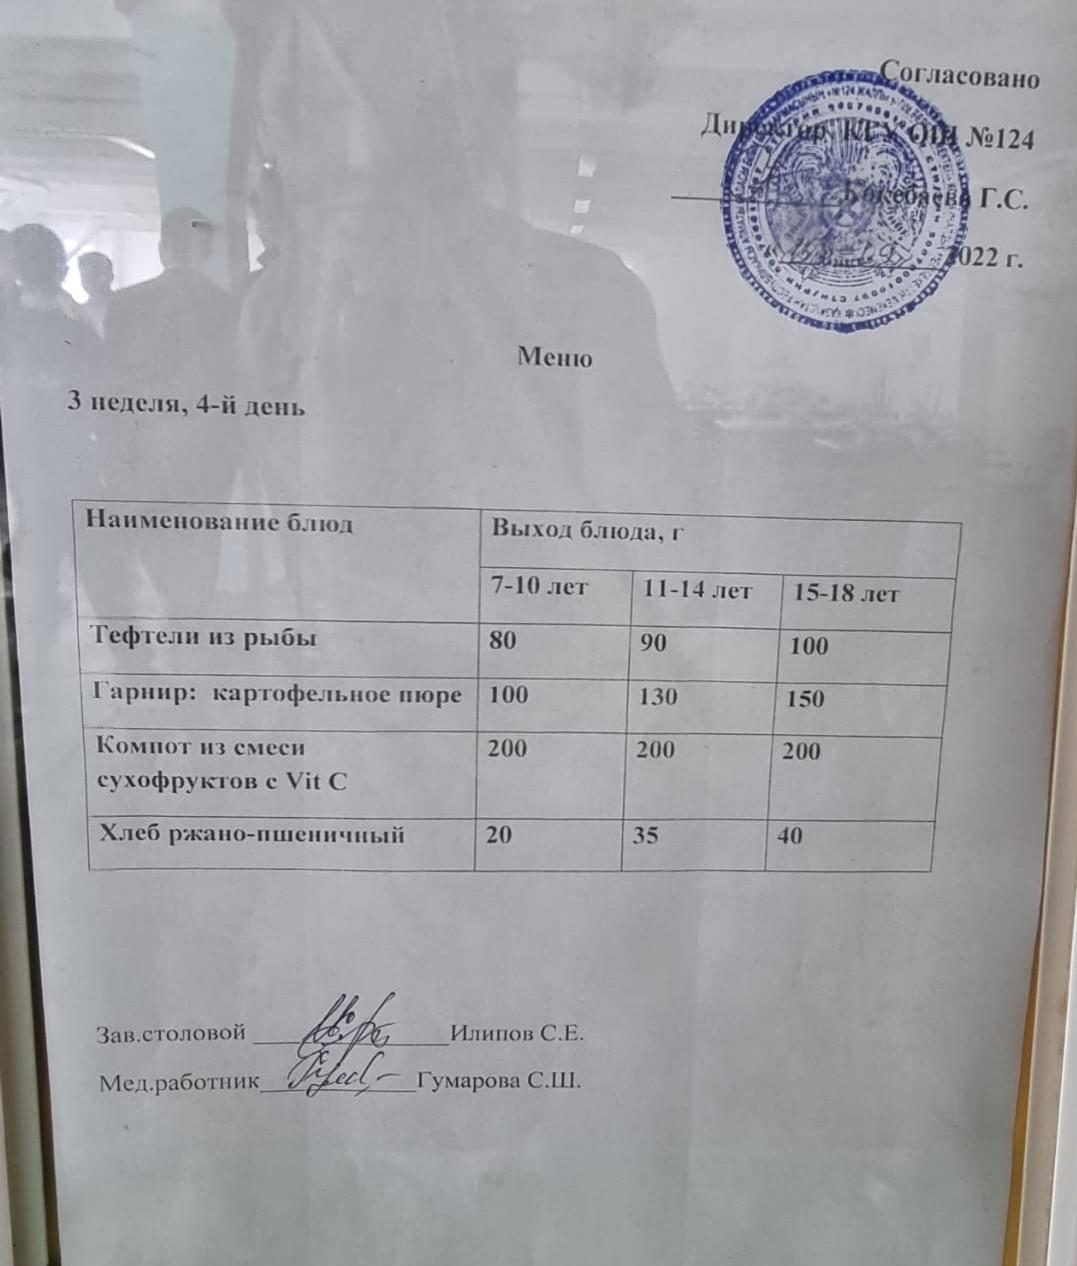 Согласовано
Директор КГУ ОШ №124
Бокебаева Г.С.
2022 г.
Меню
3 неделя, 4-й день
Наименование блюд Выход блюда, г
7-10 лет 11-14 лет 15-18 лет
Тефтели из рыбы 80 90 100
Гарнир: картофельное пюре 100 130 150
Компот из смеси
сухофруктов с Vit C 200 200 200
Хлеб ржано-пшеничный 20 35 40
Зав.столовой Илипов С.Е.
Мед.работник Гумарова С.Ш.